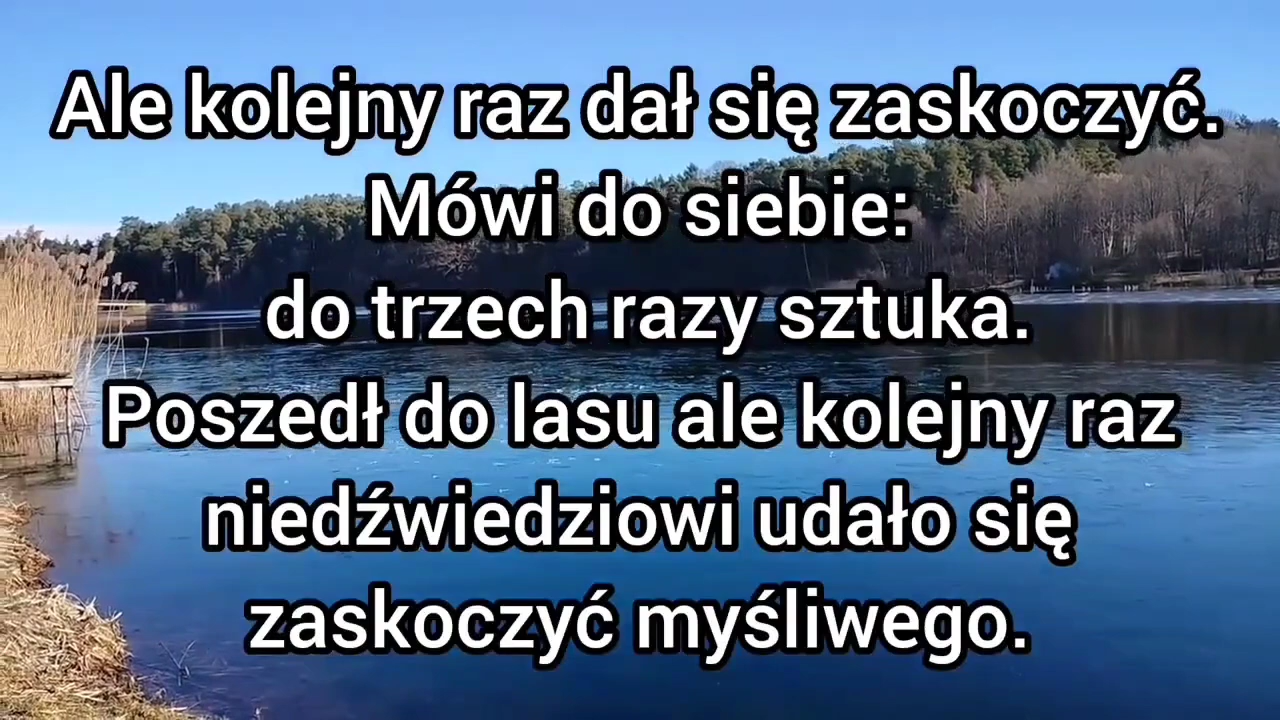 Ale kolejny raz dał się zaskoczyć.
Mówi do siebie:
do trzech razy sztuka.
Poszedł do lasu ale kolejny raz
niedźwiedziowi udało się
zaskoczyć myśliwego.